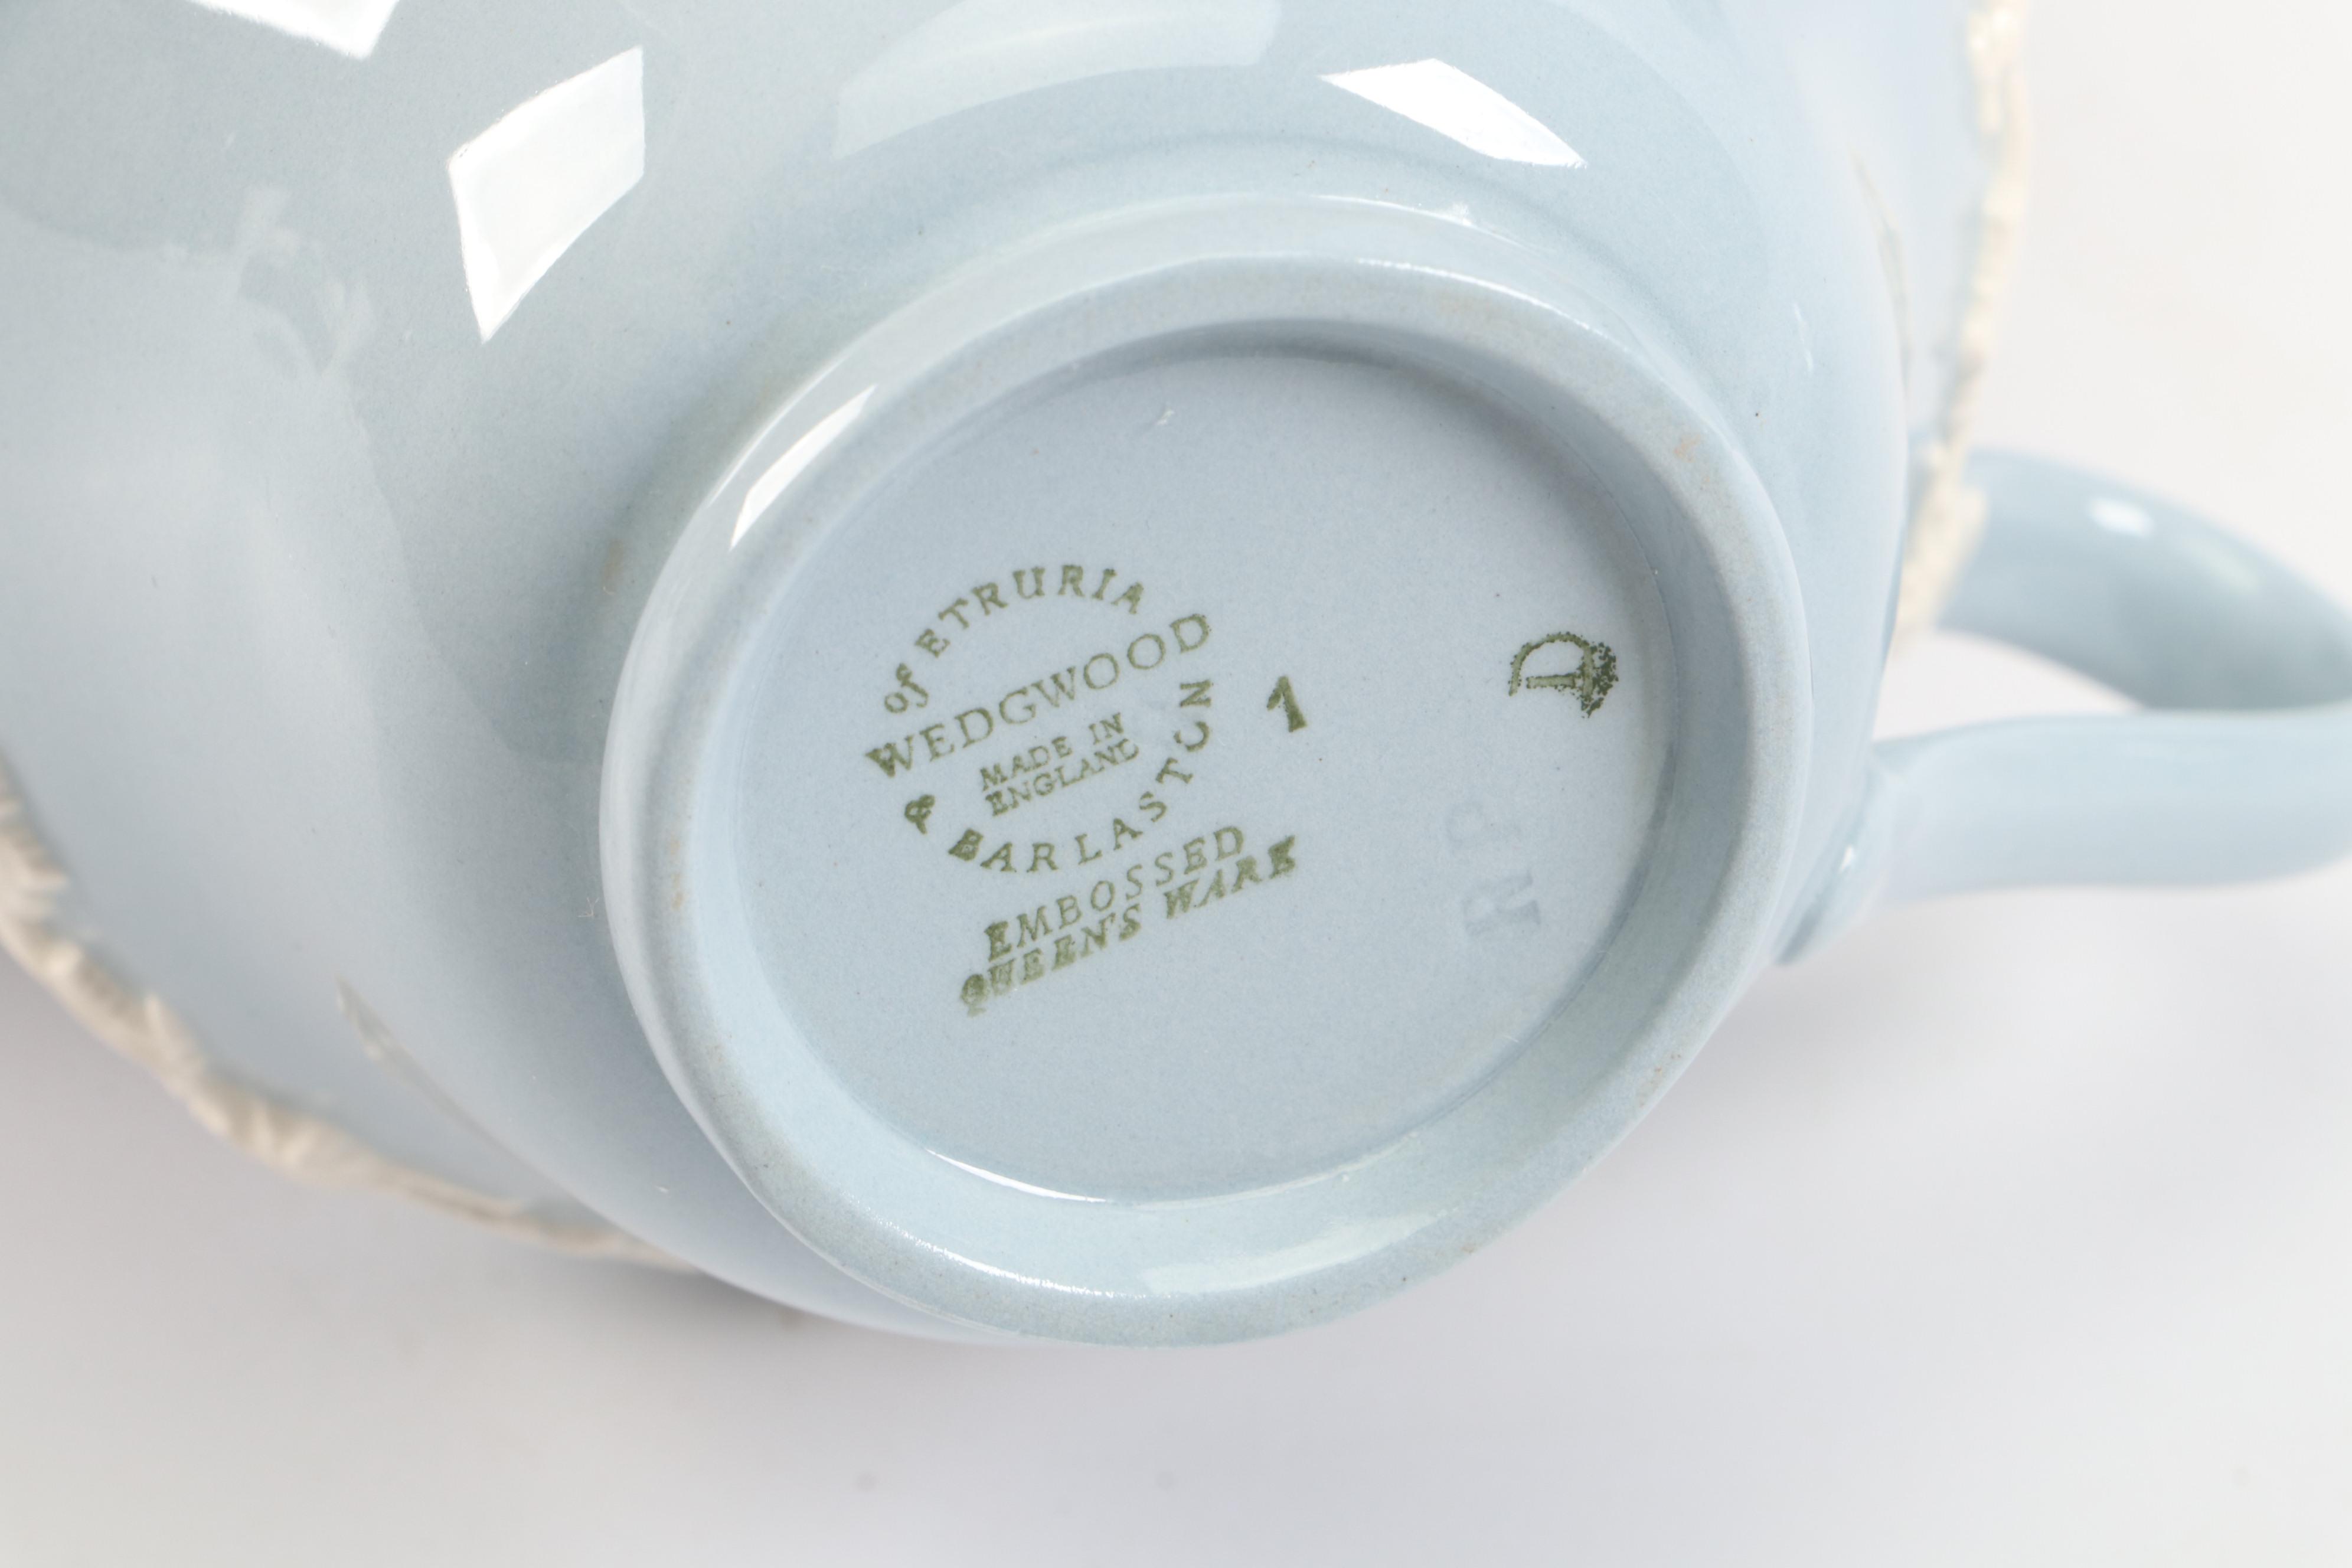 of ETRURIA
WEDGWOOD
MADE IN
ENGLAND
& BARLASTON
EMBOSSED
QUEEN'S WARE
1
D